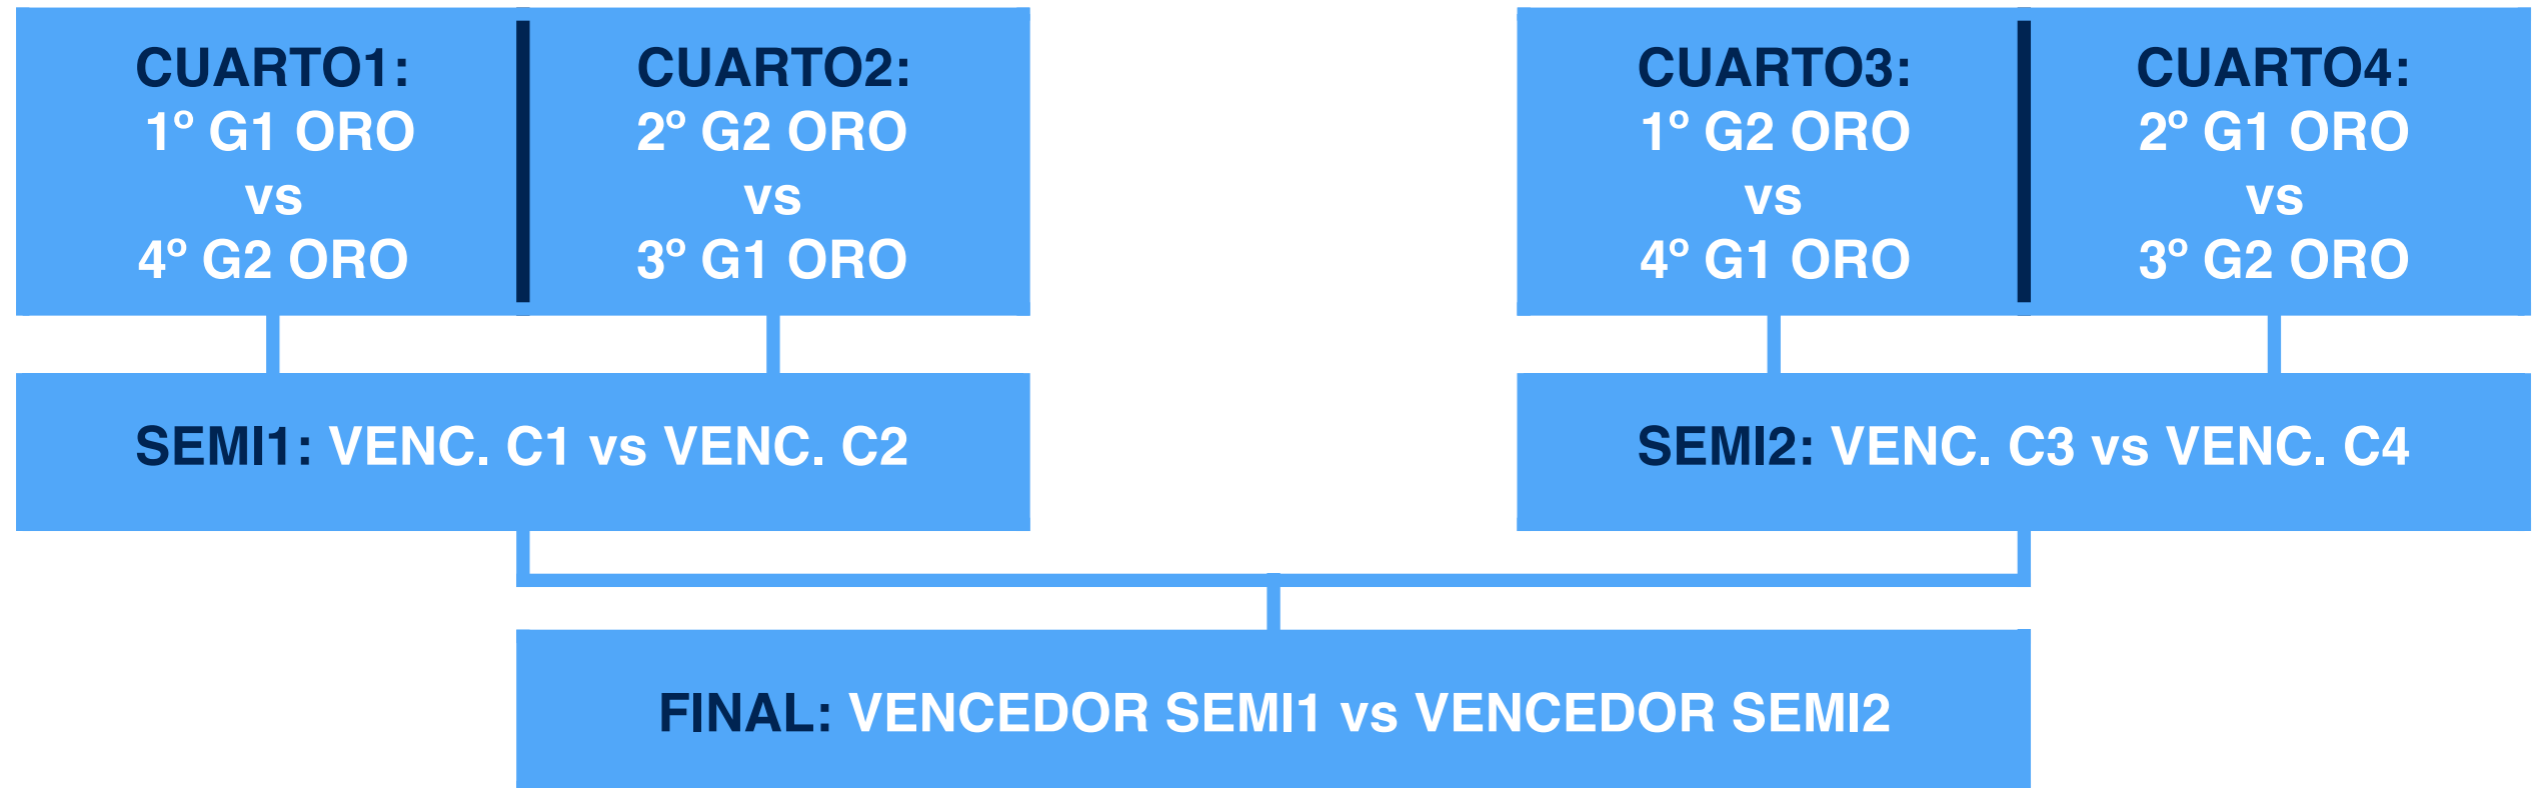 CUARTO1:
1º G1 ORO
vs
4º G2 ORO
CUARTO2:
2º G2 ORO
vs
3º G1 ORO
CUARTO3:
1º G2 ORO
vs
4º G1 ORO
CUARTO4:
2º G1 ORO
vs
3º G2 ORO
SEMI1: VENC. C1 vs VENC. C2
SEMI2: VENC. C3 vs VENC. C4
FINAL: VENCEDOR SEMI1 vs VENCEDOR SEMI2